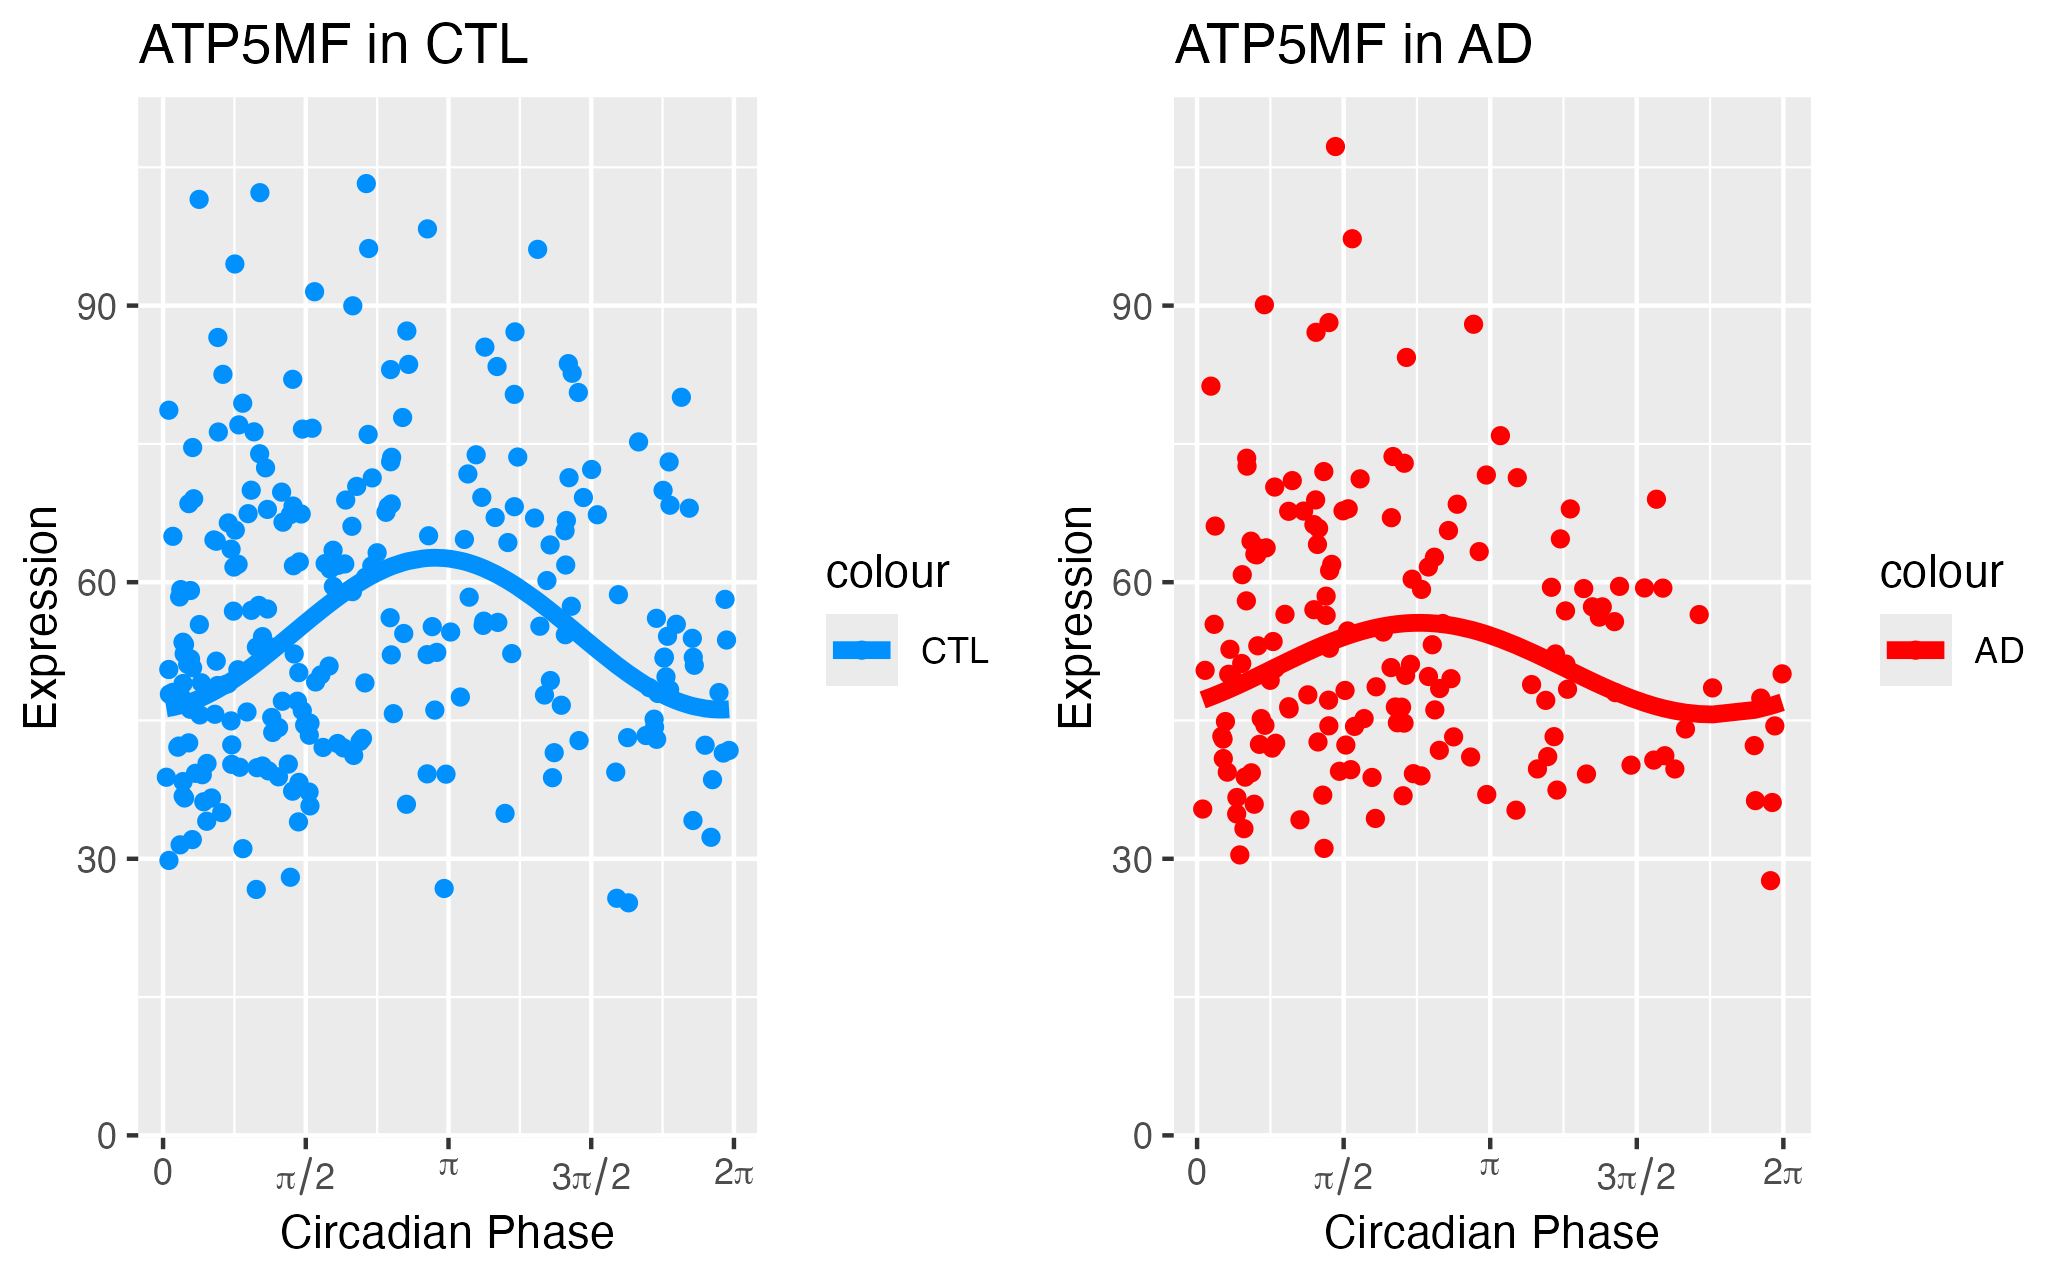 ATP5MF in CTL
Expression
90
60
30
0
0 π/2 π 3π/2 2π
Circadian Phase
colour
CTL
ATP5MF in AD
Expression
90
60
30
0
0 π/2 π 3π/2 2π
Circadian Phase
colour
AD